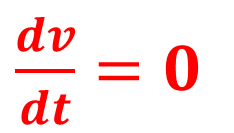 dv/dt = 0